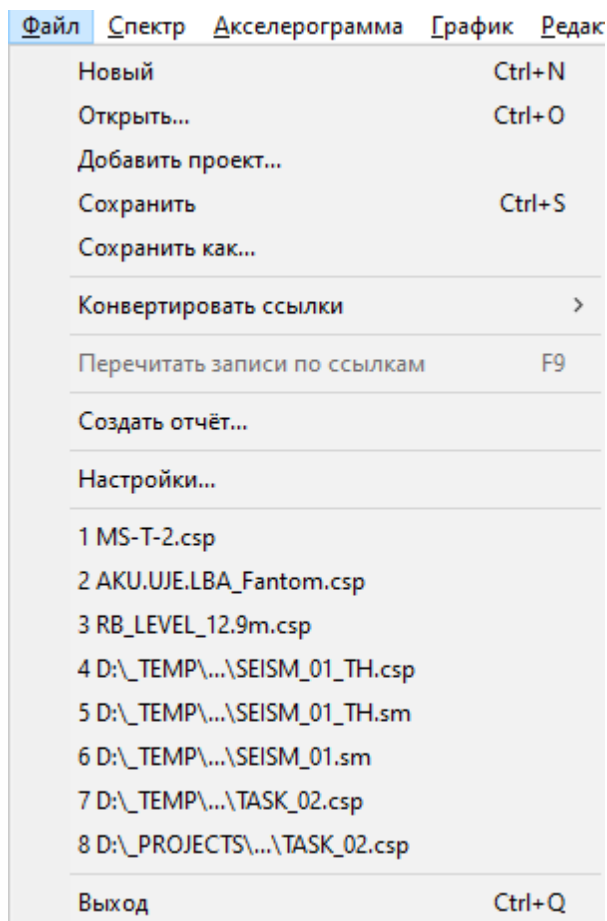 Файл Спектр Акселерограмма График Редак
Новый Ctrl+N
Открыть... Ctrl+O
Добавить проект...
Сохранить Ctrl+S
Сохранить как...
Конвертировать ссылки >
Перечитать записи по ссылкам F9
Создать отчёт...
Настройки...
1 MS-T-2.csp
2 AKU.UJE.LBA_Fantom.csp
3 RB_LEVEL_12.9m.csp
4 D:\_TEMP\...\SEISM_01_TH.csp
5 D:\_TEMP\...\SEISM_01_TH.sm
6 D:\_TEMP\...\SEISM_01.sm
7 D:\_TEMP\...\TASK_02.csp
8 D:\_PROJECTS\...\TASK_02.csp
Выход Ctrl+Q